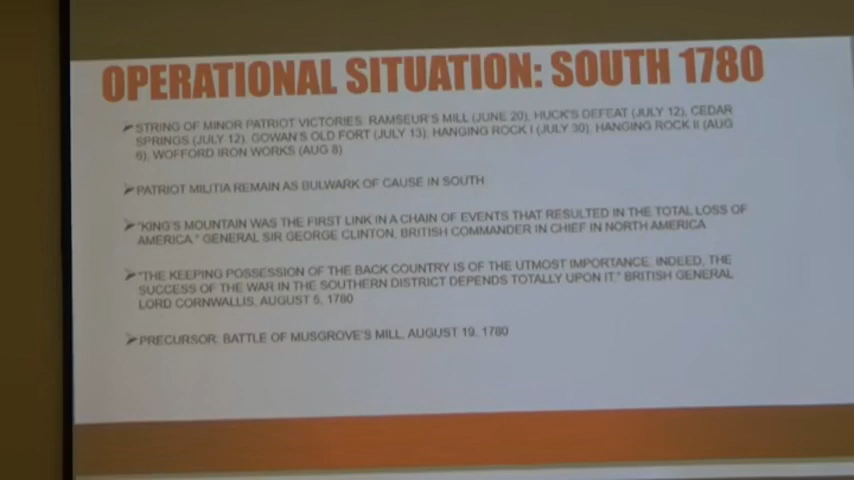 OPERATIONAL SITUATION: SOUTH 1780
STRING OF MINOR PATRIOT VICTORIES: RAMSEUR'S MILL (JUNE 20), HUCK'S DEFEAT (JULY 12), CEDAR
SPRINGS (JULY 12), GOWAN'S OLD FORT (JULY 13), HANGING ROCK I (JULY 30), HANGING ROCK II (AUG
6), WOFFORD IRON WORKS (AUG 8)
PATRIOT MILITIA REMAIN AS BULWARK OF CAUSE IN SOUTH
"KING'S MOUNTAIN WAS THE FIRST LINK IN A CHAIN OF EVENTS THAT RESULTED IN THE TOTAL LOSS OF
AMERICA." GENERAL SIR GEORGE CLINTON, BRITISH COMMANDER IN CHIEF IN NORTH AMERICA
"THE KEEPING POSSESSION OF THE BACK COUNTRY IS OF THE UTMOST IMPORTANCE. INDEED, THE
SUCCESS OF THE WAR IN THE SOUTHERN DISTRICT DEPENDS TOTALLY UPON IT." BRITISH GENERAL
LORD CORNWALLIS, AUGUST 5, 1780
PRECURSOR: BATTLE OF MUSGROVE'S MILL, AUGUST 19, 1780